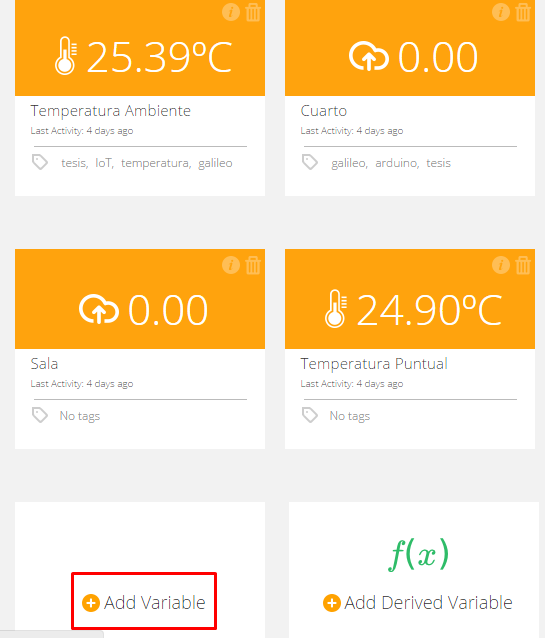 25.39ºC
0.00
Temperatura Ambiente
Cuarto
Last Activity: 4 days ago
Last Activity: 4 days ago
tesis, IoT, temperatura, galileo
galileo, arduino, tesis
0.00
24.90ºC
Sala
Temperatura Puntual
Last Activity: 4 days ago
Last Activity: 4 days ago
No tags
No tags
f(x)
Add Variable
Add Derived Variable